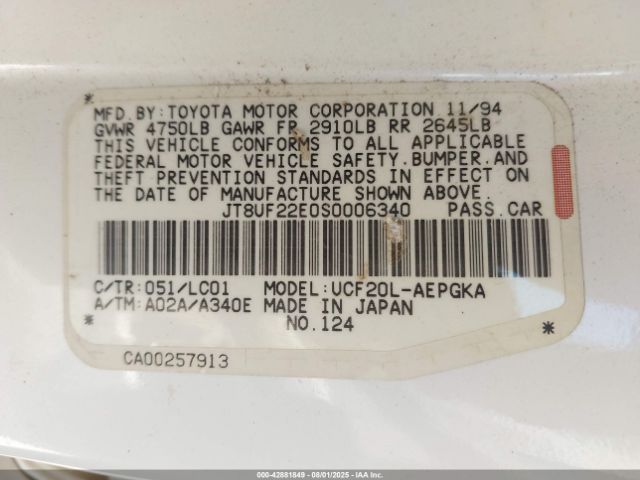 MFD. BY: TOYOTA MOTOR CORPORATION 11/94
GVWR 4750LB GAWR FR 2910LB RR 2645LB
THIS VEHICLE CONFORMS TO ALL APPLICABLE
FEDERAL MOTOR VEHICLE SAFETY. BUMPER. AND
THEFT PREVENTION STANDARDS IN EFFECT ON
THE DATE OF MANUFACTURE SHOWN ABOVE.
JT8UF22E0S0006340 PASS. CAR
C/TR: 051/LC01 MODEL: UCF20L-AEPGKA
A/TM: A02A/A340E MADE IN JAPAN
NO. 124
CA00257913
000-42881849 - 08/01/2025 - IAAI.COM